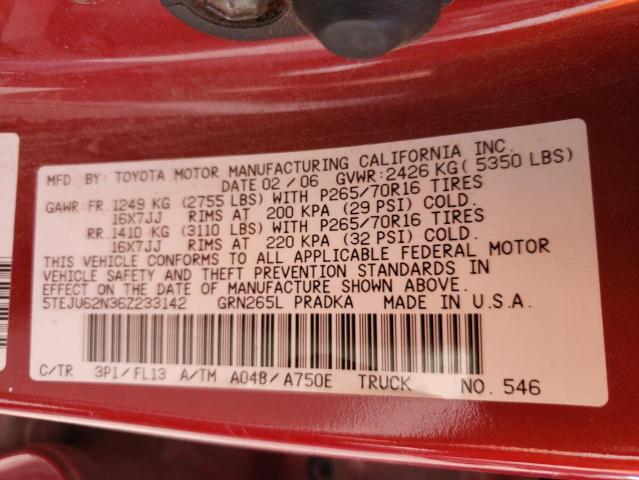 MFD. BY: TOYOTA MOTOR MANUFACTURING CALIFORNIA INC.
DATE 02 / 06 GVWR: 2426 KG ( 5350 LBS)
GAWR: FR. 1249 KG (2755 LBS) WITH P265/70R16 TIRES
16X7JJ RIMS AT 200 KPA (29 PSI) COLD.
RR. 1410 KG (3110 LBS) WITH P265/70R16 TIRES
16X7JJ RIMS AT 220 KPA (32 PSI) COLD.
THIS VEHICLE CONFORMS TO ALL APPLICABLE FEDERAL MOTOR
VEHICLE SAFETY AND THEFT PREVENTION STANDARDS IN
EFFECT ON THE DATE OF MANUFACTURE SHOWN ABOVE.
5TEJU62N36Z233142 GRN265L PRADKA MADE IN U.S.A.
C/TR 3P1/ FL13 A/TM A04B/A750E TRUCK NO. 546